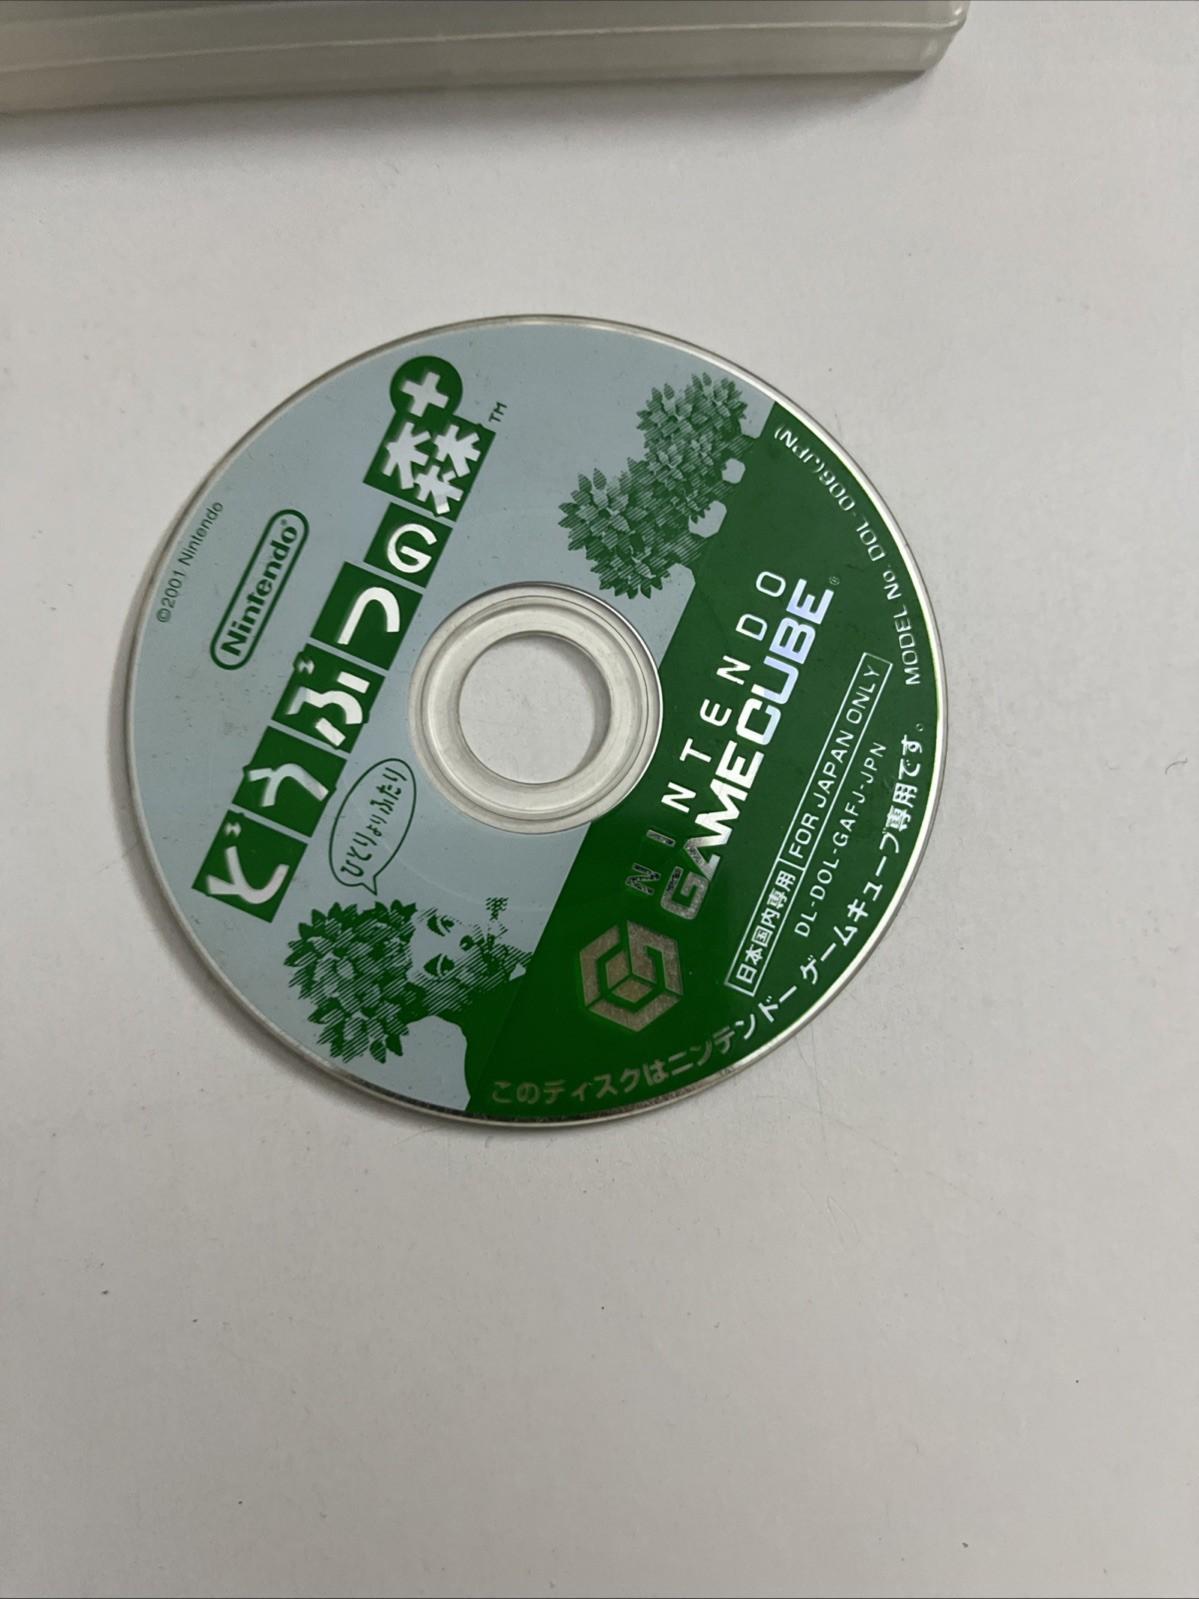 ©2001 Nintendo
Nintendo®
どうぶつの森+™
ひとりよりふたり
NINTENDO
GAMECUBE®
日本国内専用 FOR JAPAN ONLY
DL-DOL-GAFJ-JPN
MODEL No. DOL-006(JPN)
このディスクはニンテンドー ゲームキューブ専用です。